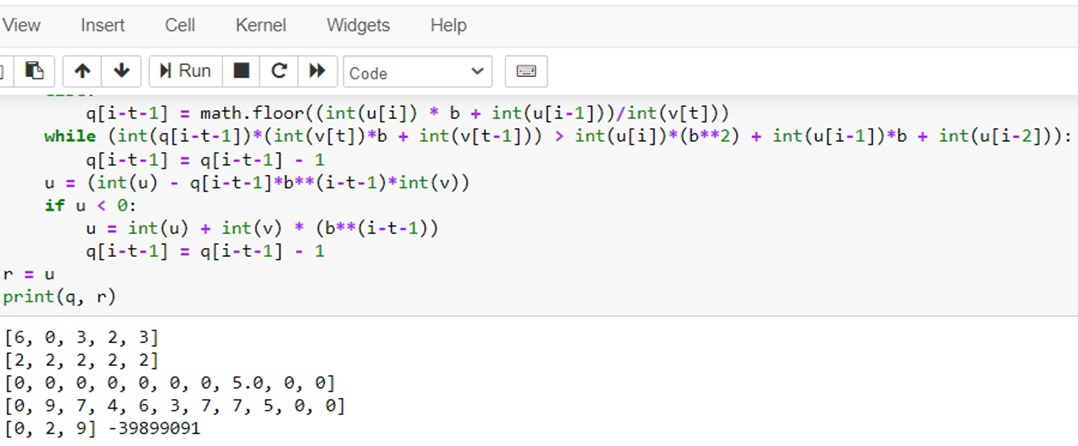 View Insert Cell Kernel Widgets Help
Run Code
q[i-t-1] = math.floor((int(u[i]) * b + int(u[i-1]))/int(v[t]))
while (int(q[i-t-1])*(int(v[t])*b + int(v[t-1])) > int(u[i])*(b**2) + int(u[i-1])*b + int(u[i-2])):
q[i-t-1] = q[i-t-1] - 1
u = (int(u) - q[i-t-1]*b**(i-t-1)*int(v))
if u < 0:
u = int(u) + int(v) * (b**(i-t-1))
q[i-t-1] = q[i-t-1] - 1
r = u
print(q, r)
[6, 0, 3, 2, 3]
[2, 2, 2, 2, 2]
[0, 0, 0, 0, 0, 0, 0, 5.0, 0, 0]
[0, 9, 7, 4, 6, 3, 7, 7, 5, 0, 0]
[0, 2, 9] -39899091